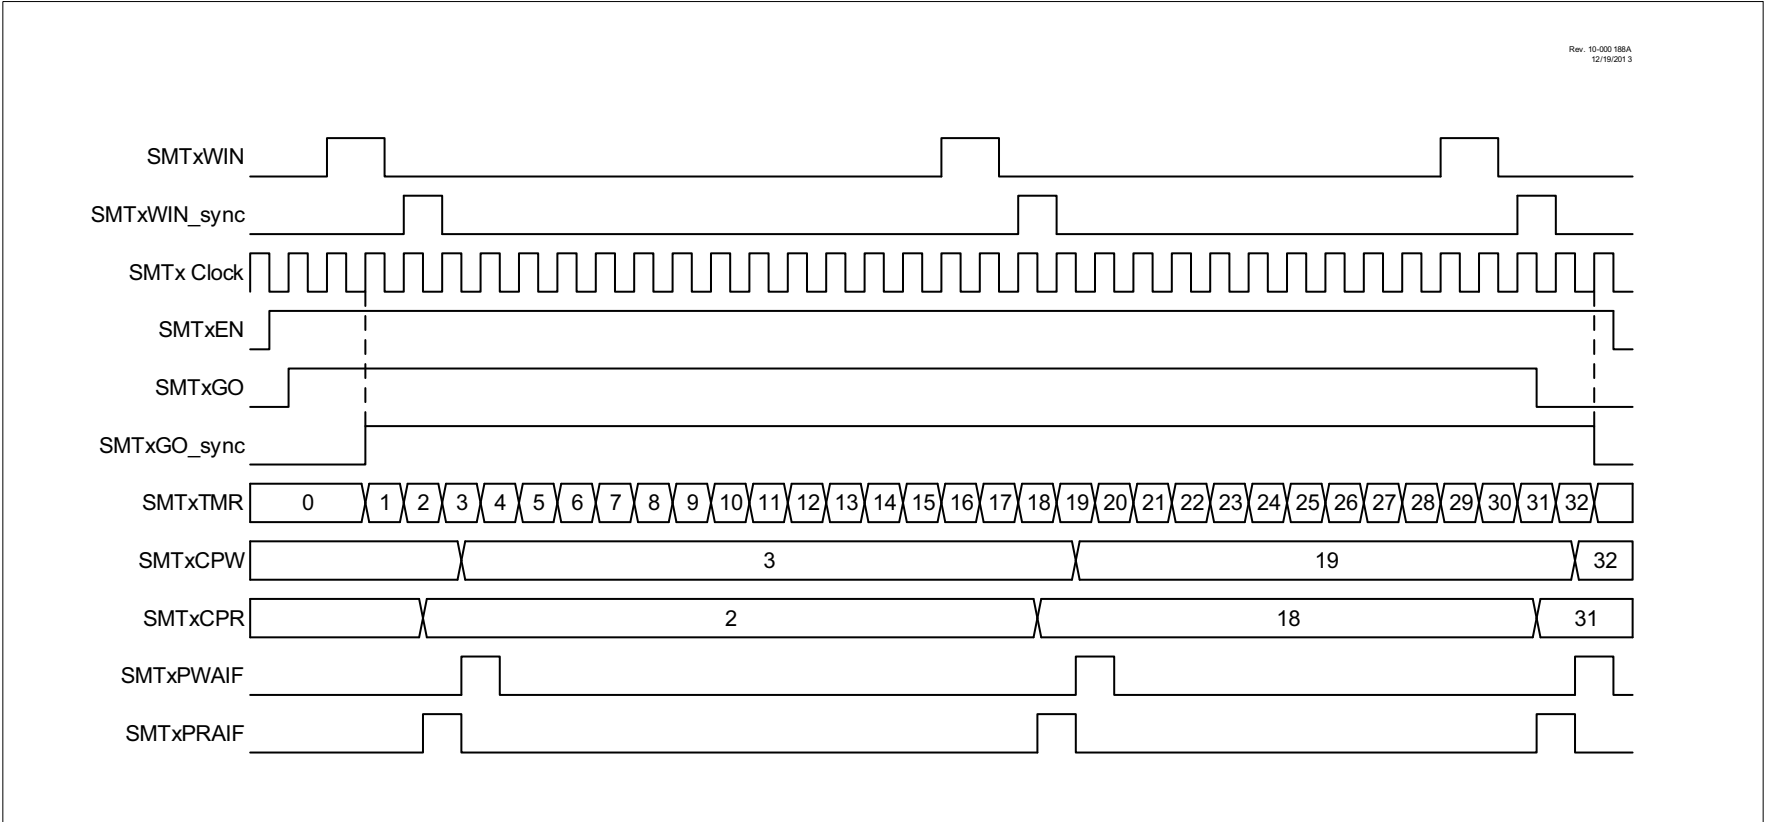 Rev. 10-000 188A
12/19/201 3
SMTxWIN
SMTxWIN_sync
SMTx Clock
SMTxEN
SMTxGO
SMTxGO_sync
SMTxTMR 0 1 2 3 4 5 6 7 8 9 10 11 12 13 14 15 16 17 18 19 20 21 22 23 24 25 26 27 28 29 30 31 32
SMTxCPW 3 19 32
SMTxCPR 2 18 31
SMTxPWAIF
SMTxPRAIF